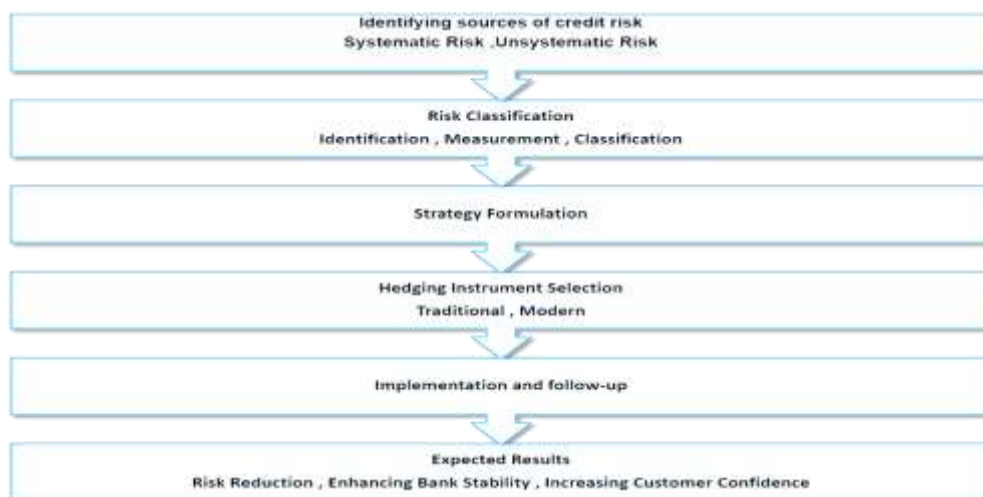 Identifying sources of credit risk
Systematic Risk ,Unsystematic Risk
Risk Classification
Identification , Measurement , Classification
Strategy Formulation
Hedging Instrument Selection
Traditional , Modern
Implementation and follow-up
Expected Results
Risk Reduction , Enhancing Bank Stability , Increasing Customer Confidence